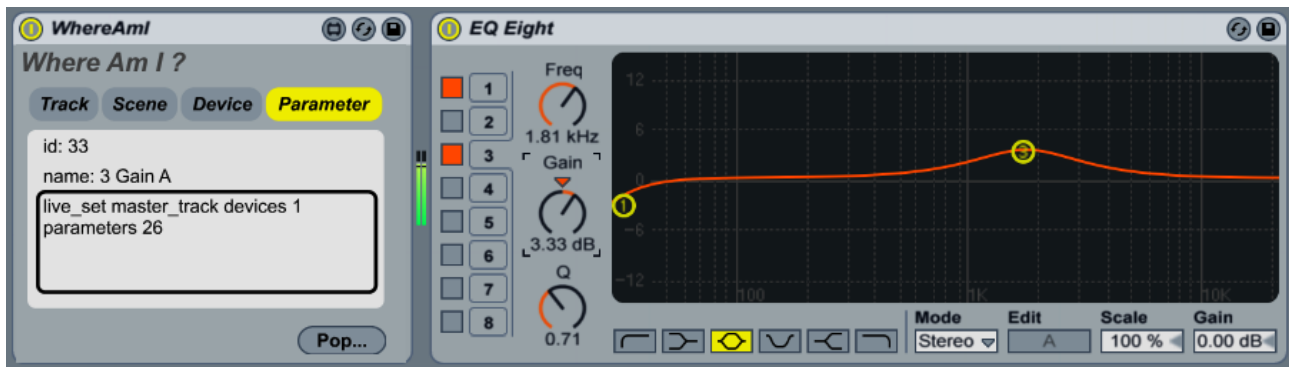 WhereAmI
Where Am I ?
Track Scene Device Parameter
id: 33
name: 3 Gain A
live_set master_track devices 1
parameters 26
Pop...
EQ Eight
1
2
3
4
5
6
7
8
Freq
1.81 kHz
Gain
3.33 dB
Q
0.71
12
6
0
-6
-12
100 1K 10K
1
3
Mode Edit Scale Gain
Stereo A 100 % 0.00 dB